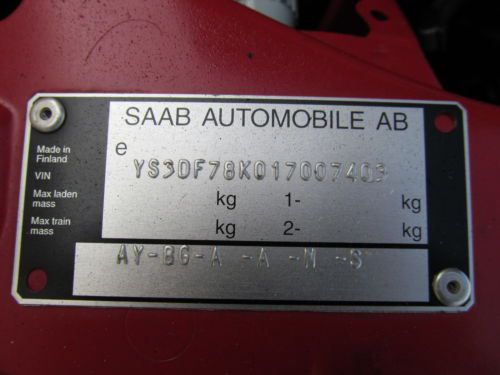 SAAB AUTOMOBILE AB
Made in
Finland
e
VIN
YS3DF78K017007403
Max laden
mass
kg 1- kg
Max train
mass
kg 2- kg
AY-BG-A -A -M -S